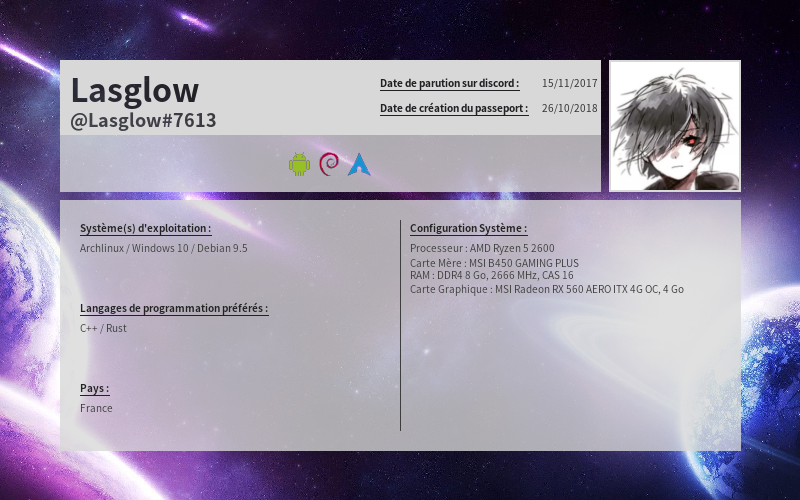 Lasglow
@Lasglow#7613
Date de parution sur discord : 15/11/2017
Date de création du passeport : 26/10/2018
Système(s) d'exploitation :
Archlinux / Windows 10 / Debian 9.5
Langages de programmation préférés :
C++ / Rust
Pays :
France
Configuration Système :
Processeur : AMD Ryzen 5 2600
Carte Mère : MSI B450 GAMING PLUS
RAM : DDR4 8 Go, 2666 MHz, CAS 16
Carte Graphique : MSI Radeon RX 560 AERO ITX 4G OC, 4 Go